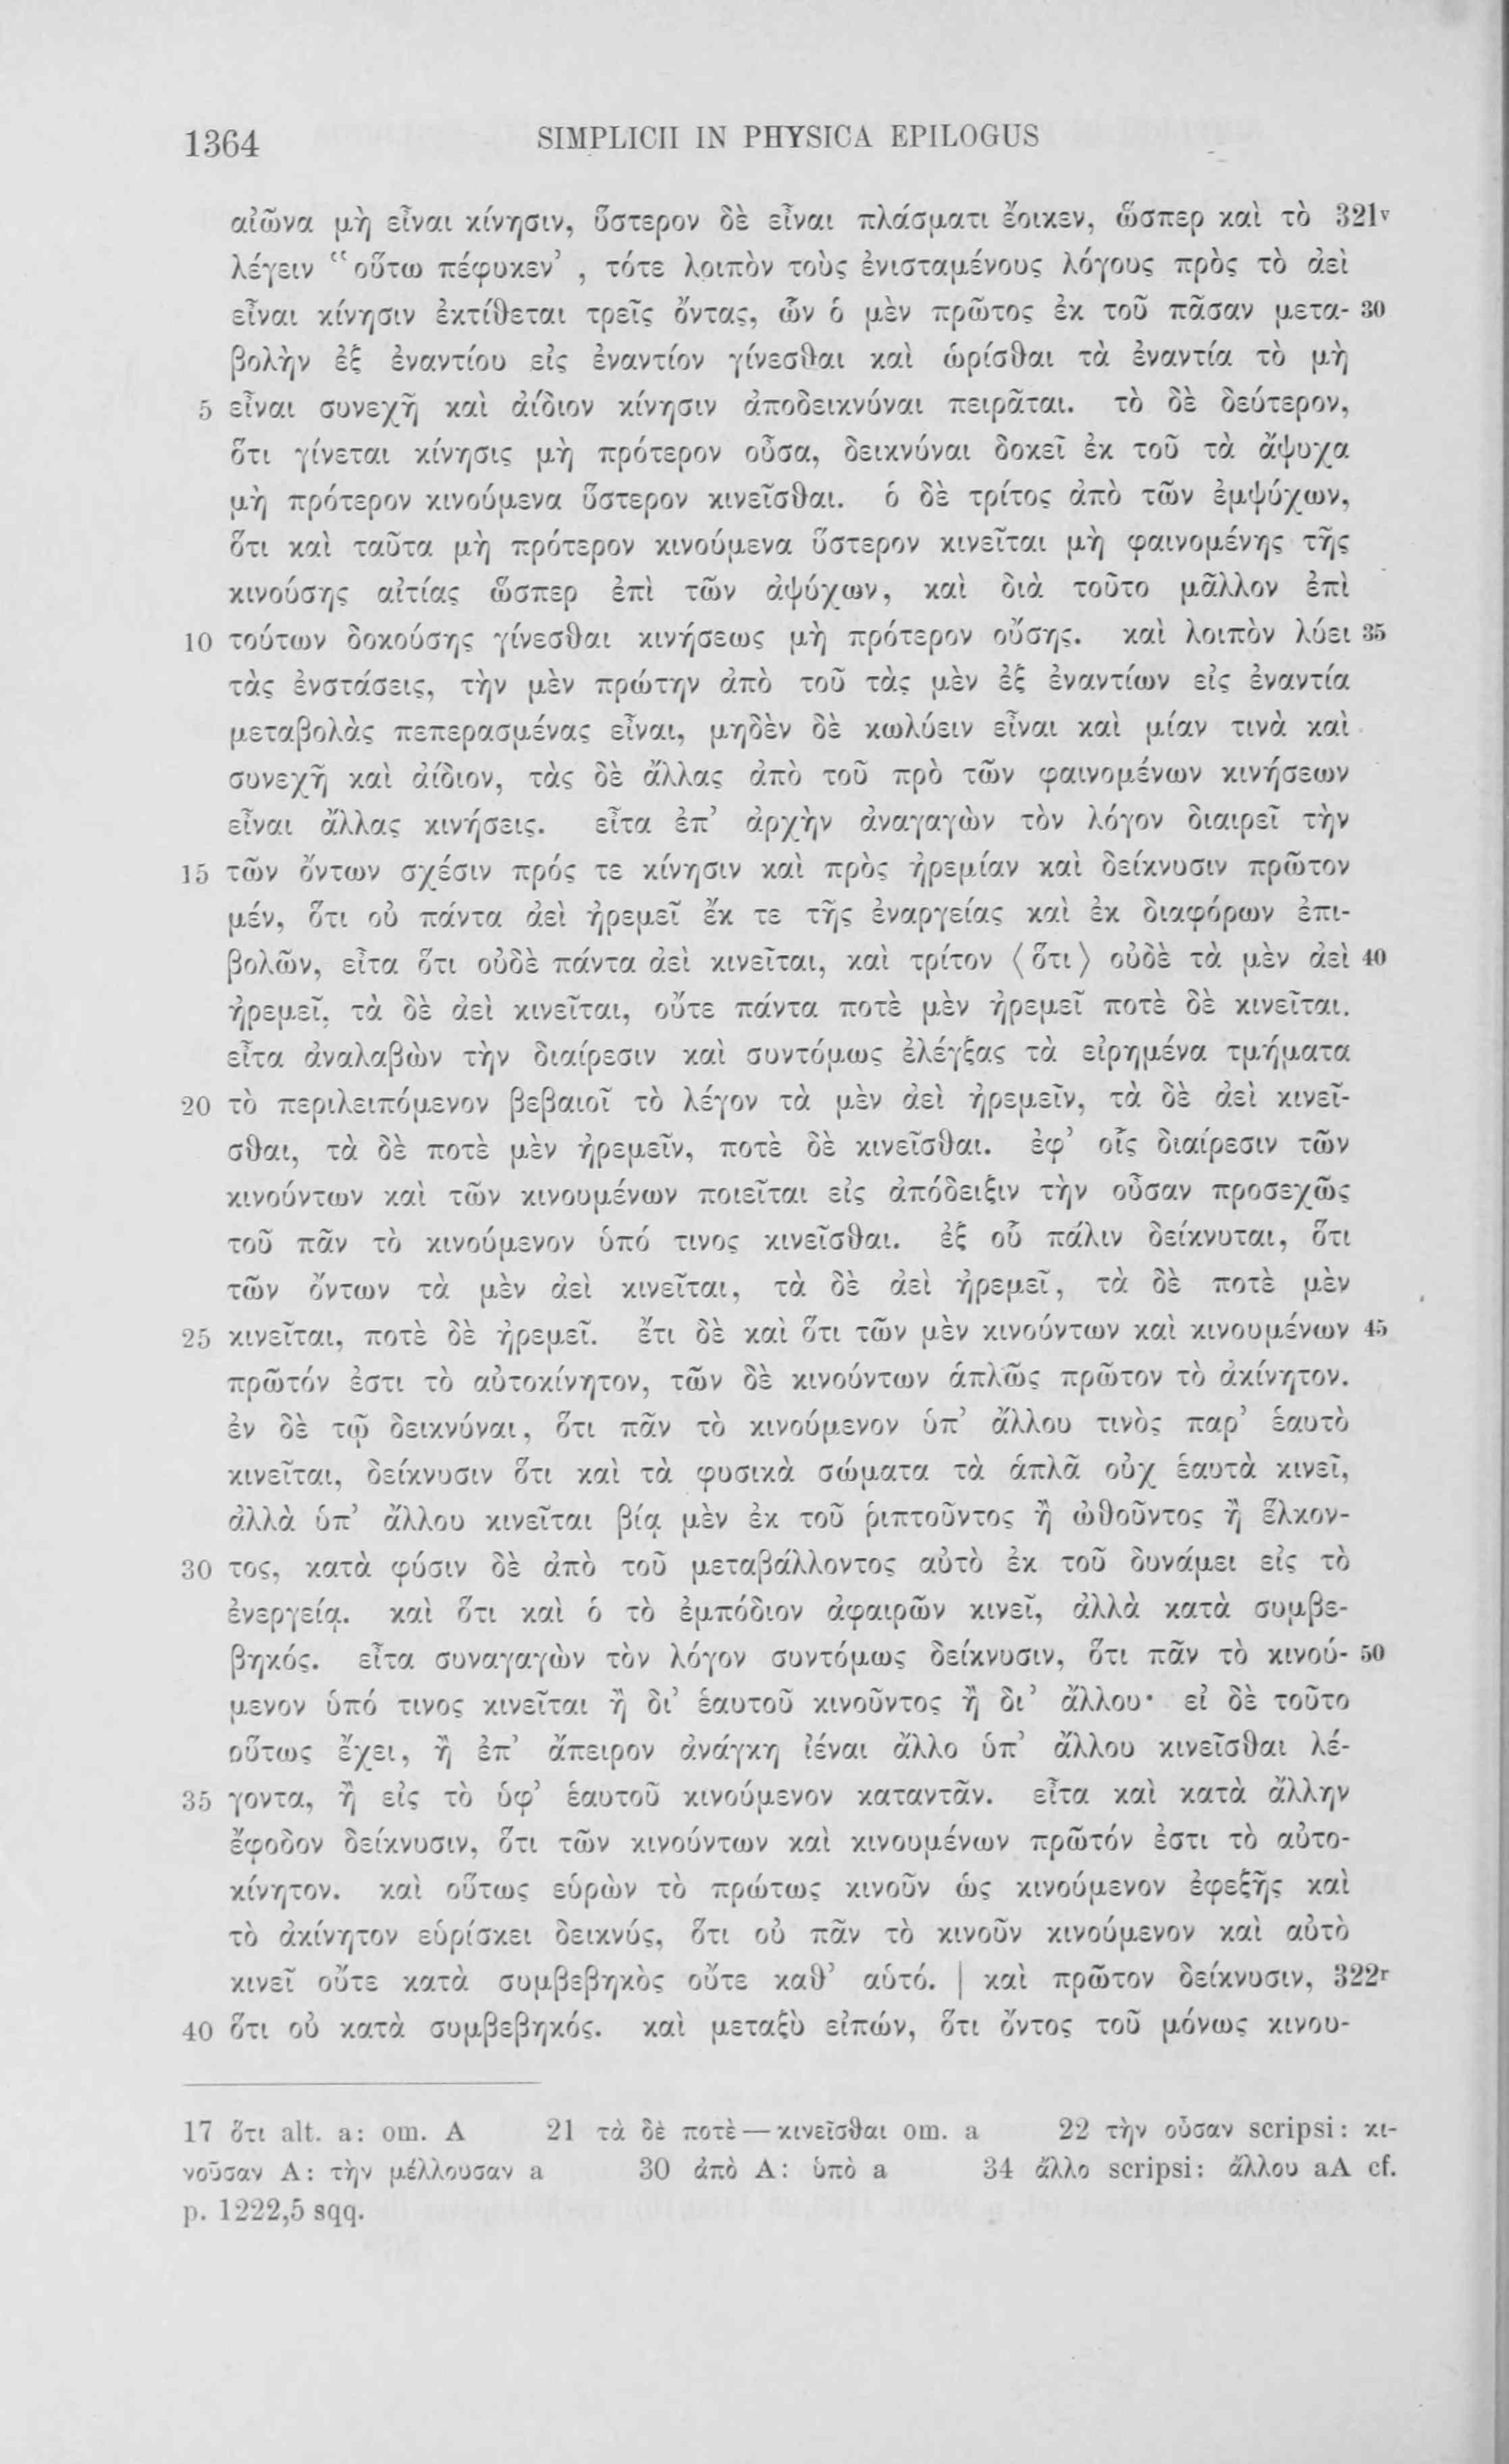 1364 SIMPLICII IN PHYSICA EPILOGUS
αἰῶνα μὴ εἶναι κίνησιν, ὕστερον δὲ εἶναι πλάσματι ἔοικεν, ὥσπερ καὶ τὸ 321v
λέγειν “οὕτω πέφυκεν’ , τότε λοιπὸν τοὺς ἐνισταμένους λόγους πρὸς τὸ ἀεὶ
εἶναι κίνησιν ἐκτίθεται τρεῖς ὄντας, ὧν ὁ μὲν πρῶτος ἐκ τοῦ πᾶσαν μετα- 30
βολὴν ἐξ ἐναντίου εἰς ἐναντίον γίνεσθαι καὶ ὡρίσθαι τὰ ἐναντία τὸ μὴ
5 εἶναι συνεχῆ καὶ ἀίδιον κίνησιν ἀποδεικνύναι πειρᾶται. τὸ δὲ δεύτερον,
ὅτι γίνεται κίνησις μὴ πρότερον οὖσα, δεικνύναι δοκεῖ ἐκ τοῦ τὰ ἄψυχα
μὴ πρότερον κινούμενα ὕστερον κινεῖσθαι. ὁ δὲ τρίτος ἀπὸ τῶν ἐμψύχων,
ὅτι καὶ ταῦτα μὴ πρότερον κινούμενα ὕστερον κινεῖται μὴ φαινομένης τῆς
κινούσης αἰτίας ὥσπερ ἐπὶ τῶν ἀψύχων, καὶ διὰ τοῦτο μᾶλλον ἐπὶ
10 τούτων δοκούσης γίνεσθαι κινήσεως μὴ πρότερον οὔσης. καὶ λοιπὸν λύει 35
τὰς ἐνστάσεις, τὴν μὲν πρώτην ἀπὸ τοῦ τὰς μὲν ἐξ ἐναντίων εἰς ἐναντία
μεταβολὰς πεπερασμένας εἶναι, μηδὲν δὲ κωλύειν εἶναι καὶ μίαν τινὰ καὶ
συνεχῆ καὶ ἀίδιον, τὰς δὲ ἄλλας ἀπὸ τοῦ πρὸ τῶν φαινομένων κινήσεων
εἶναι ἄλλας κινήσεις. εἶτα ἐπ’ ἀρχὴν ἀναγαγὼν τὸν λόγον διαιρεῖ τὴν
15 τῶν ὄντων σχέσιν πρός τε κίνησιν καὶ πρὸς ἠρεμίαν καὶ δείκνυσιν πρῶτον
μέν, ὅτι οὐ πάντα ἀεὶ ἠρεμεῖ ἔκ τε τῆς ἐναργείας καὶ ἐκ διαφόρων ἐπι-
βολῶν, εἶτα ὅτι οὐδὲ πάντα ἀεὶ κινεῖται, καὶ τρίτον ⟨ὅτι⟩ οὐδὲ τὰ μὲν ἀεὶ 40
ἠρεμεῖ, τὰ δὲ ἀεὶ κινεῖται, οὔτε πάντα ποτὲ μὲν ἠρεμεῖ ποτὲ δὲ κινεῖται.
εἶτα ἀναλαβὼν τὴν διαίρεσιν καὶ συντόμως ἐλέγξας τὰ εἰρημένα τμήματα
20 τὸ περιλειπόμενον βεβαιοῖ τὸ λέγον τὰ μὲν ἀεὶ ἠρεμεῖν, τὰ δὲ ἀεὶ κινεῖ-
σθαι, τὰ δὲ ποτὲ μὲν ἠρεμεῖν, ποτὲ δὲ κινεῖσθαι. ἐφ’ οἷς διαίρεσιν τῶν
κινούντων καὶ τῶν κινουμένων ποιεῖται εἰς ἀπόδειξιν τὴν οὖσαν προσεχῶς
τοῦ πᾶν τὸ κινούμενον ὑπό τινος κινεῖσθαι. ἐξ οὗ πάλιν δείκνυται, ὅτι
τῶν ὄντων τὰ μὲν ἀεὶ κινεῖται, τὰ δὲ ἀεὶ ἠρεμεῖ, τὰ δὲ ποτὲ μὲν
25 κινεῖται, ποτὲ δὲ ἠρεμεῖ. ἔτι δὲ καὶ ὅτι τῶν μὲν κινούντων καὶ κινουμένων 45
πρῶτόν ἐστι τὸ αὐτοκίνητον, τῶν δὲ κινούντων ἁπλῶς πρῶτον τὸ ἀκίνητον.
ἐν δὲ τῷ δεικνύναι, ὅτι πᾶν τὸ κινούμενον ὑπ’ ἄλλου τινὸς παρ’ ἑαυτὸ
κινεῖται, δείκνυσιν ὅτι καὶ τὰ φυσικὰ σώματα τὰ ἁπλᾶ οὐχ ἑαυτὰ κινεῖ,
ἀλλὰ ὑπ’ ἄλλου κινεῖται βίᾳ μὲν ἐκ τοῦ ῥιπτοῦντος ἢ ὠθοῦντος ἢ ἕλκον-
30 τος, κατὰ φύσιν δὲ ἀπὸ τοῦ μεταβάλλοντος αὐτὸ ἐκ τοῦ δυνάμει εἰς τὸ
ἐνεργείᾳ. καὶ ὅτι καὶ ὁ τὸ ἐμπόδιον ἀφαιρῶν κινεῖ, ἀλλὰ κατὰ συμβε-
βηκός. εἶτα συναγαγὼν τὸν λόγον συντόμως δείκνυσιν, ὅτι πᾶν τὸ κινού- 50
μενον ὑπό τινος κινεῖται ἢ δι’ ἑαυτοῦ κινοῦντος ἢ δι’ ἄλλου· εἰ δὲ τοῦτο
οὕτως ἔχει, ἢ ἐπ’ ἄπειρον ἀνάγκη ἰέναι ἄλλο ὑπ’ ἄλλου κινεῖσθαι λέ-
35 γοντα, ἢ εἰς τὸ ὑφ’ ἑαυτοῦ κινούμενον καταντᾶν. εἶτα καὶ κατὰ ἄλλην
ἔφοδον δείκνυσιν, ὅτι τῶν κινούντων καὶ κινουμένων πρῶτόν ἐστι τὸ αὐτο-
κίνητον. καὶ οὕτως εὑρὼν τὸ πρώτως κινοῦν ὡς κινούμενον ἐφεξῆς καὶ
τὸ ἀκίνητον εὑρίσκει δεικνύς, ὅτι οὐ πᾶν τὸ κινοῦν κινούμενον καὶ αὐτὸ
κινεῖ οὔτε κατὰ συμβεβηκὸς οὔτε καθ’ αὑτό. | καὶ πρῶτον δείκνυσιν, 322r
40 ὅτι οὐ κατὰ συμβεβηκός. καὶ μεταξὺ εἰπών, ὅτι ὄντος τοῦ μόνως κινου-
17 ὅτι alt. a: om. A 21 τὰ δὲ ποτὲ — κινεῖσθαι om. a 22 τὴν οὖσαν scripsi: κι-
νοῦσαν A: τὴν μέλλουσαν a 30 ἀπὸ A: ὑπὸ a 34 ἄλλο scripsi: ἄλλου aA cf.
p. 1222,5 sqq.